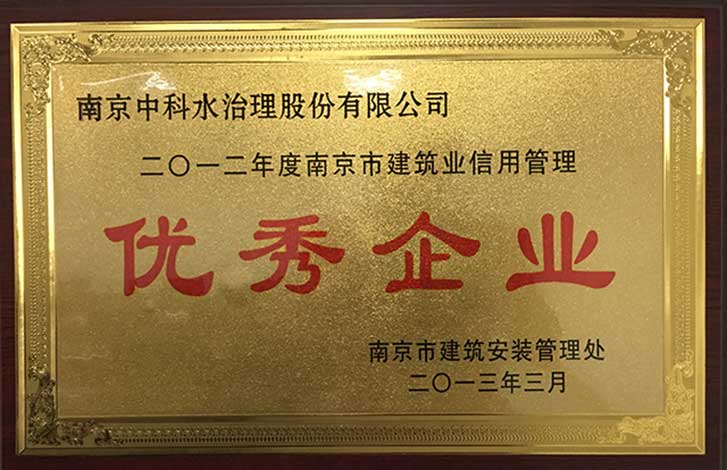 南京中科水治理股份有限公司
二〇一二年度南京市建筑业信用管理
优秀企业
南京市建筑安装管理处
二〇一三年三月